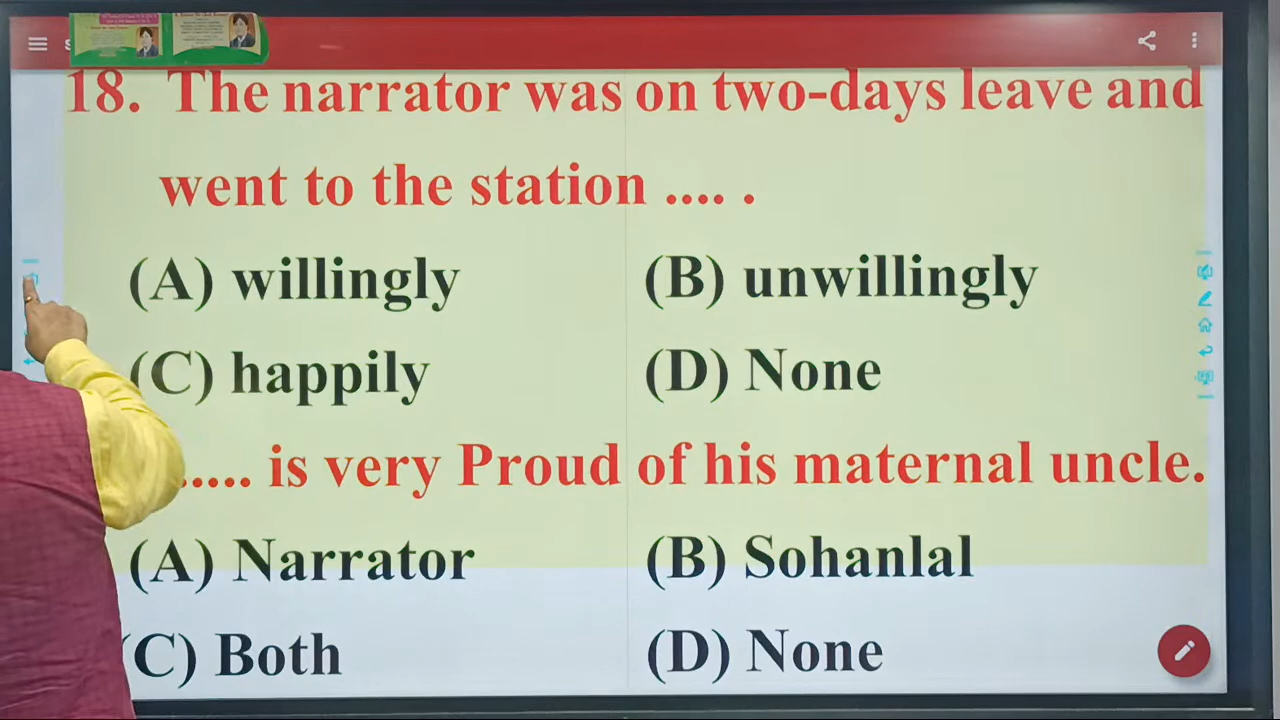 18. The narrator was on two-days leave and
went to the station .... .
(A) willingly (B) unwillingly
(C) happily (D) None
..... is very Proud of his maternal uncle.
(A) Narrator (B) Sohanlal
(C) Both (D) None